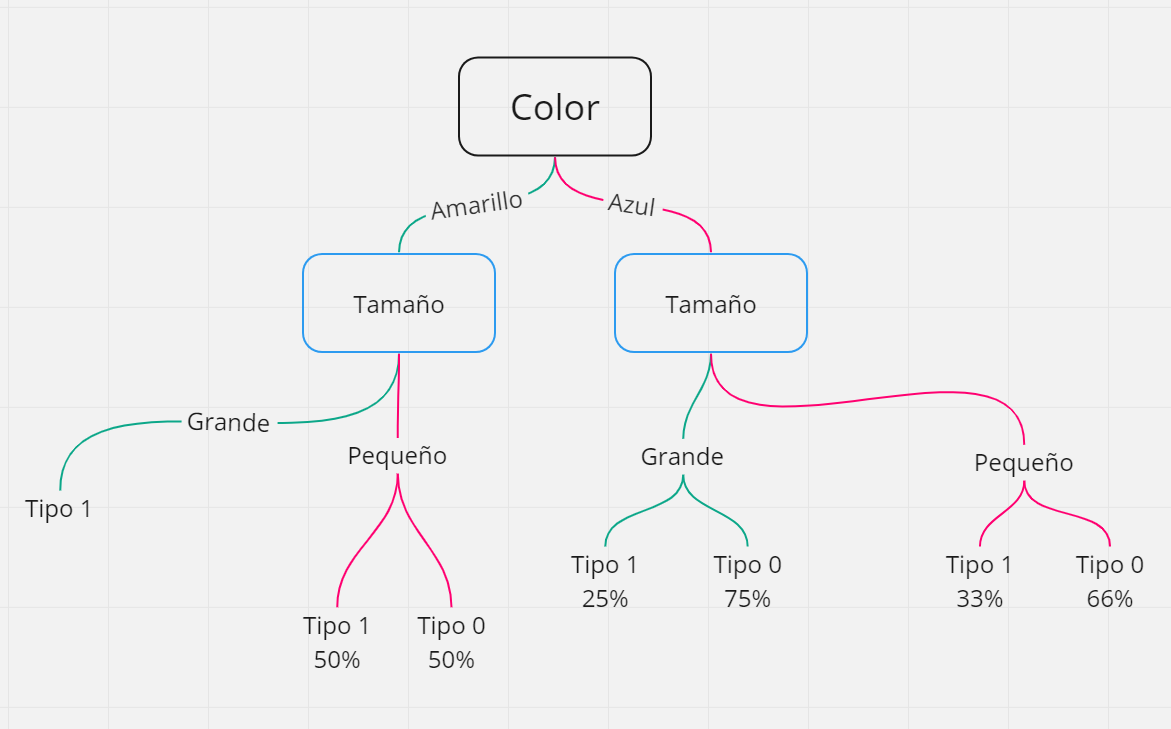 Color
Amarillo
Azul
Tamaño
Tamaño
Grande
Pequeño
Grande
Pequeño
Tipo 1
Tipo 1
50%
Tipo 0
50%
Tipo 1
25%
Tipo 0
75%
Tipo 1
33%
Tipo 0
66%